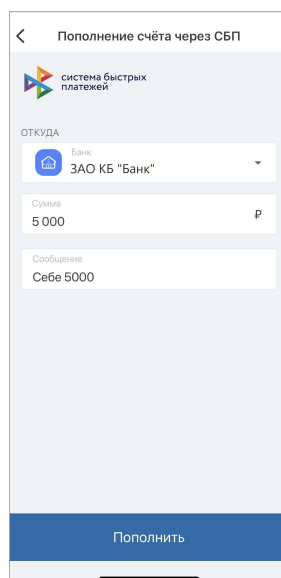 Пополнение счёта через СБП
система быстрых
платежей
ОТКУДА
Банк
ЗАО КБ "Банк"
Сумма
5 000 ₽
Сообщение
Себе 5000
Пополнить